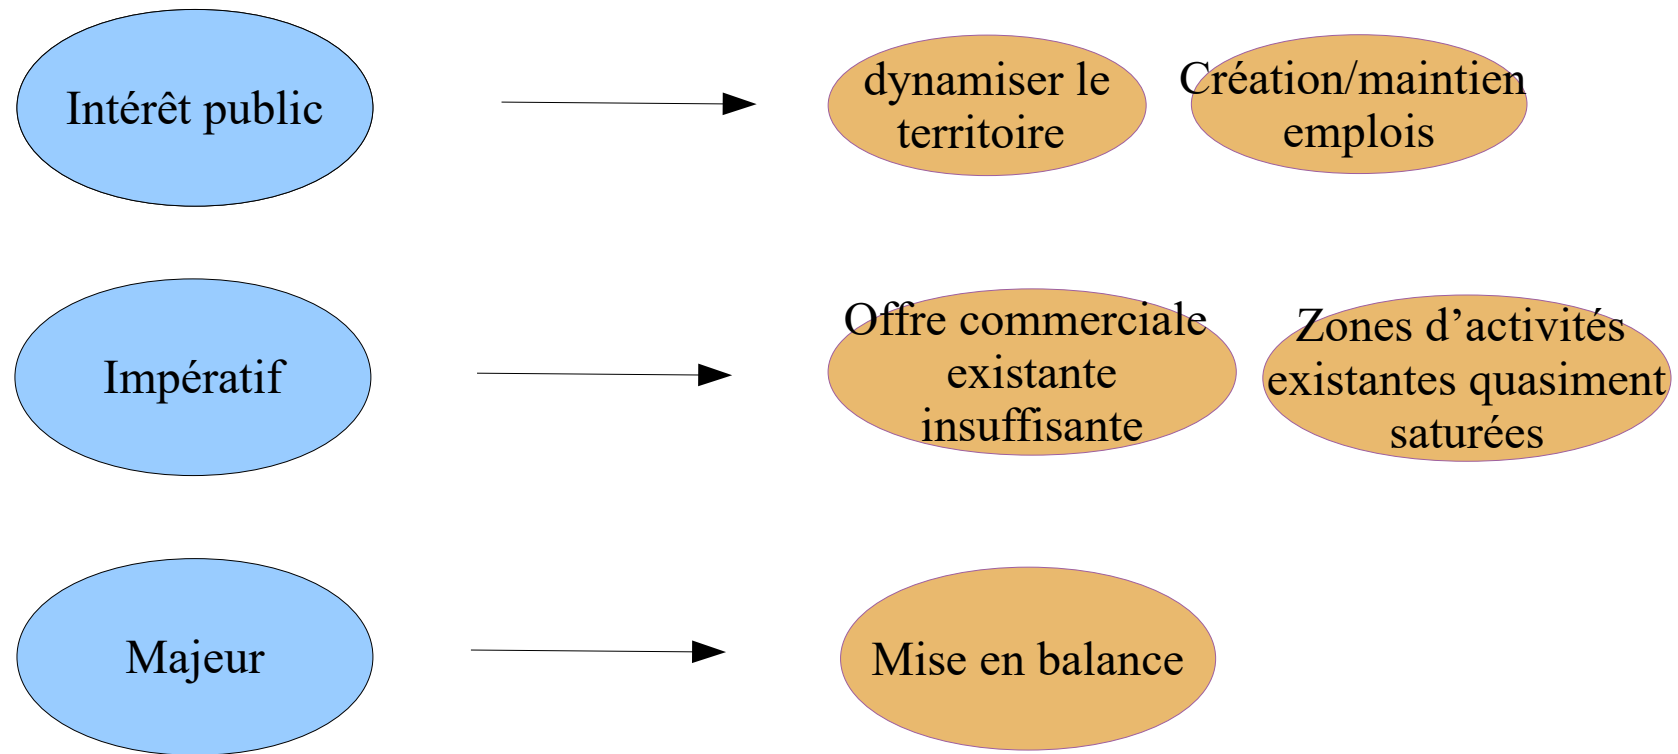 Intérêt public
dynamiser le
territoire
Création/maintien
emplois
Impératif
Offre commerciale
existante
insuffisante
Zones d’activités
existantes quasiment
saturées
Majeur
Mise en balance